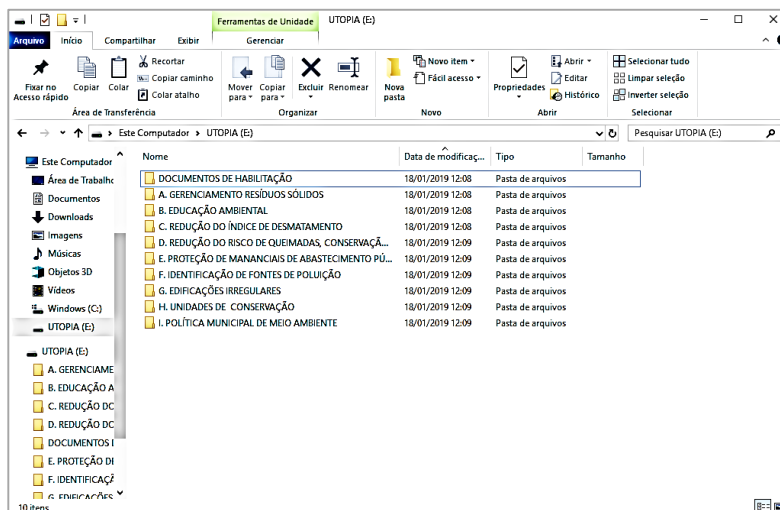 Ferramentas de Unidade UTOPIA (E:)
Arquivo Início Compartilhar Exibir Gerenciar
Fixar no Acesso rápido
Copiar
Colar
Recortar
Copiar caminho
Colar atalho
Área de Transferência
Mover para
Copiar para
Excluir
Renomear
Organizar
Nova pasta
Novo item
Fácil acesso
Novo
Propriedades
Abrir
Editar
Histórico
Abrir
Selecionar tudo
Limpar seleção
Inverter seleção
Selecionar
Este Computador > UTOPIA (E:)
Pesquisar UTOPIA (E:)
Este Computador
Área de Trabalho
Documentos
Downloads
Imagens
Músicas
Objetos 3D
Vídeos
Windows (C:)
UTOPIA (E:)
UTOPIA (E:)
A. GERENCIAME
B. EDUCAÇÃO A
C. REDUÇÃO DO
D. REDUÇÃO DO
DOCUMENTOS I
E. PROTEÇÃO DI
F. IDENTIFICAÇÃ
G. EDIFICAÇÕES
Nome Data de modificaç... Tipo Tamanho
DOCUMENTOS DE HABILITAÇÃO 18/01/2019 12:08 Pasta de arquivos
A. GERENCIAMENTO RESÍDUOS SÓLIDOS 18/01/2019 12:08 Pasta de arquivos
B. EDUCAÇÃO AMBIENTAL 18/01/2019 12:08 Pasta de arquivos
C. REDUÇÃO DO ÍNDICE DE DESMATAMENTO 18/01/2019 12:08 Pasta de arquivos
D. REDUÇÃO DO RISCO DE QUEIMADAS, CONSERVAÇÃ... 18/01/2019 12:09 Pasta de arquivos
E. PROTEÇÃO DE MANANCIAIS DE ABASTECIMENTO PÚ... 18/01/2019 12:09 Pasta de arquivos
F. IDENTIFICAÇÃO DE FONTES DE POLUIÇÃO 18/01/2019 12:09 Pasta de arquivos
G. EDIFICAÇÕES IRREGULARES 18/01/2019 12:09 Pasta de arquivos
H. UNIDADES DE CONSERVAÇÃO 18/01/2019 12:09 Pasta de arquivos
I. POLÍTICA MUNICIPAL DE MEIO AMBIENTE 18/01/2019 12:09 Pasta de arquivos
10 itens